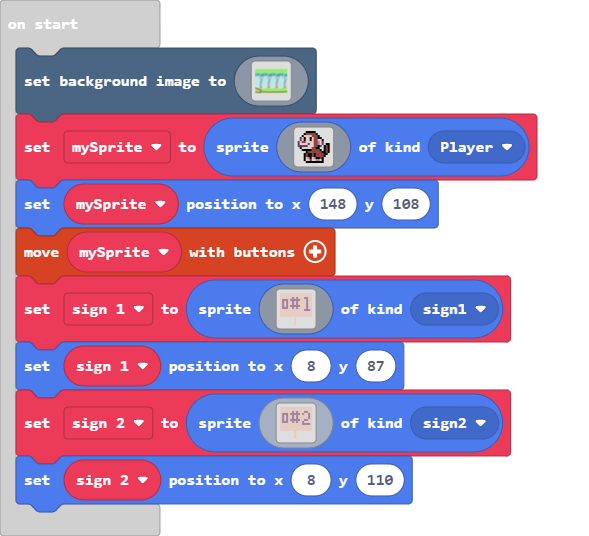 on start
set background image to
set mySprite to sprite of kind Player
set mySprite position to x 148 y 108
move mySprite with buttons
set sign 1 to sprite #1 of kind sign1
set sign 1 position to x 8 y 87
set sign 2 to sprite #2 of kind sign2
set sign 2 position to x 8 y 110